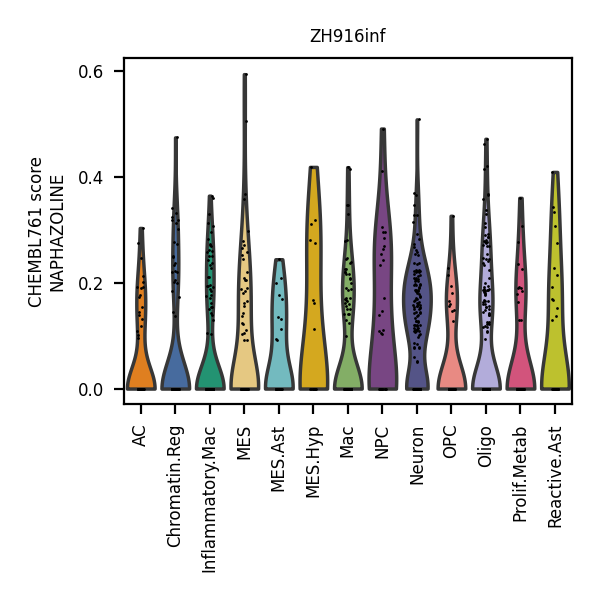 ZH916inf
CHEMBL761 score
NAPHAZOLINE
0.6
0.4
0.2
0.0
AC
Chromatin.Reg
Inflammatory.Mac
MES
MES.Ast
MES.Hyp
Mac
NPC
Neuron
OPC
Oligo
Prolif.Metab
Reactive.Ast